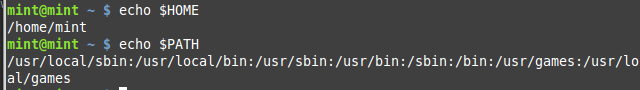 mint@mint ~ $ echo $HOME
/home/mint
mint@mint ~ $ echo $PATH
/usr/local/sbin:/usr/local/bin:/usr/sbin:/usr/bin:/sbin:/bin:/usr/games:/usr/lo
al/games